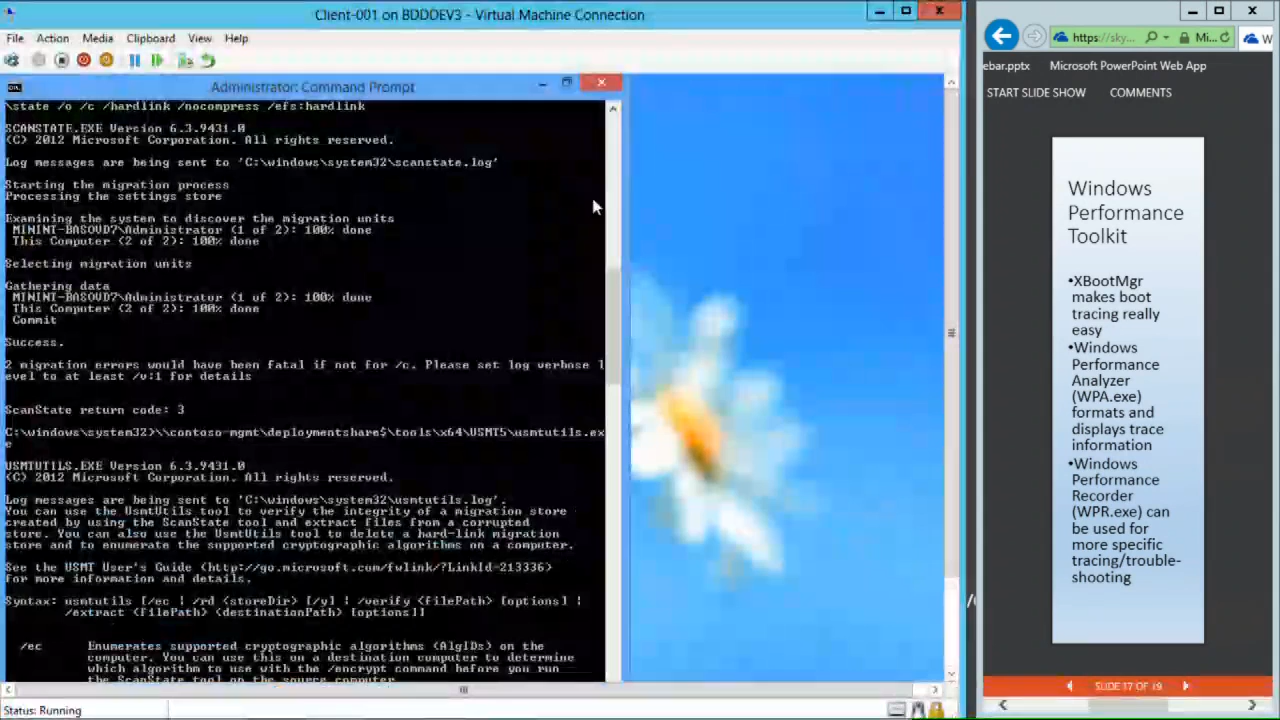 Client-001 on BDDDEV3 - Virtual Machine Connection
File Action Media Clipboard View Help
Administrator: Command Prompt
\state /o /c /hardlink /nocompress /efs:hardlink
SCANSTATE.EXE Version 6.3.9431.0
(C) 2012 Microsoft Corporation. All rights reserved.
Log messages are being sent to 'C:\windows\system32\scanstate.log'
Starting the migration process
Processing the settings store
Examining the system to discover the migration units
MININT-BASOVD7\Administrator (1 of 2): 100% done
This Computer (2 of 2): 100% done
Selecting migration units
Gathering data
MININT-BASOVD7\Administrator (1 of 2): 100% done
This Computer (2 of 2): 100% done
Commit
Success.
2 migration errors would have been fatal if not for /c. Please set log verbose l
evel to at least /v:1 for details
ScanState return code: 3
C:\windows\system32>\\contoso-mgmt\deploymentshare$\tools\x64\USMT5\usmtutils.ex
e
USMTUTILS.EXE Version 6.3.9431.0
(C) 2012 Microsoft Corporation. All rights reserved.
Log messages are being sent to 'C:\windows\system32\usmtutils.log'.
You can use the UsmtUtils tool to verify the integrity of a migration store
created by using the ScanState tool and extract files from a corrupted
store. You can also use the UsmtUtils tool to delete a hard-link migration
store and to enumerate the supported cryptographic algorithms on a computer.
See the USMT User's Guide (http://go.microsoft.com/fwlink/?LinkId=213336)
for more information and details.
Syntax: usmtutils [/ec | /rd <storeDir> [/y] | /verify <filePath> [options] |
/extract <filePath> <destinationPath> [options]]
/ec Enumerates supported cryptographic algorithms (AlgIDs) on the
computer. You can use this on a destination computer to determine
which algorithm to use with the /encrypt command before you run
the ScanState tool on the source computer
Status: Running
https://sky... Mi...
ebar.pptx Microsoft PowerPoint Web App
START SLIDE SHOW COMMENTS
Windows
Performance
Toolkit
•XBootMgr
makes boot
tracing really
easy
•Windows
Performance
Analyzer
(WPA.exe)
formats and
displays trace
information
•Windows
Performance
Recorder
(WPR.exe) can
be used for
more specific
tracing/trouble-
shooting
SLIDE 17 OF 19